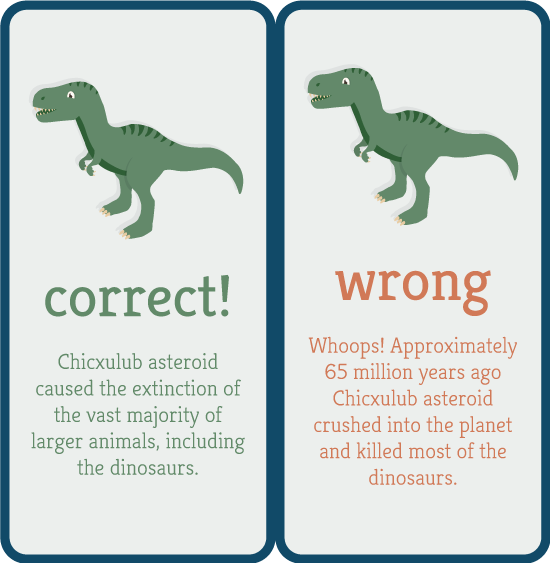 correct!
Chicxulub asteroid
caused the extinction of
the vast majority of
larger animals, including
the dinosaurs.
wrong
Whoops! Approximately
65 million years ago
Chicxulub asteroid
crushed into the planet
and killed most of the
dinosaurs.